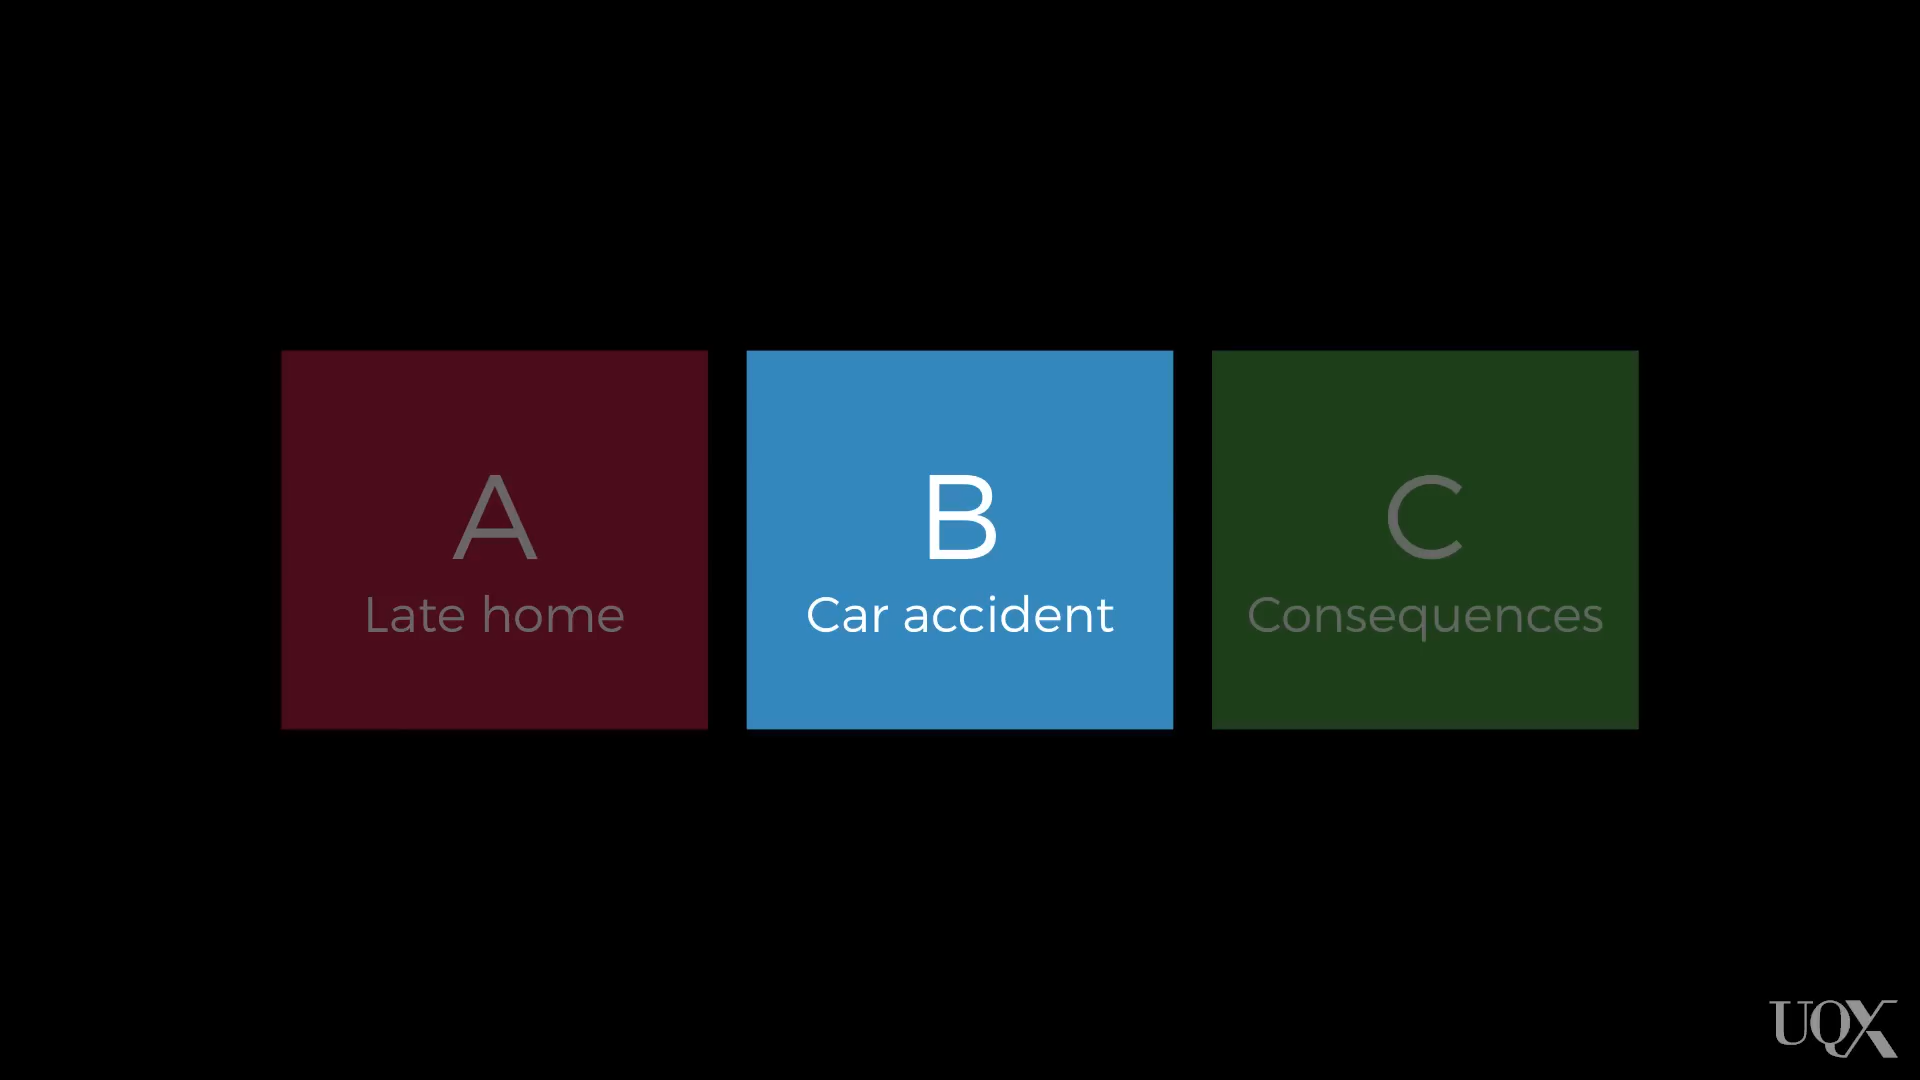 A
Late home
B
Car accident
C
Consequences
UQX